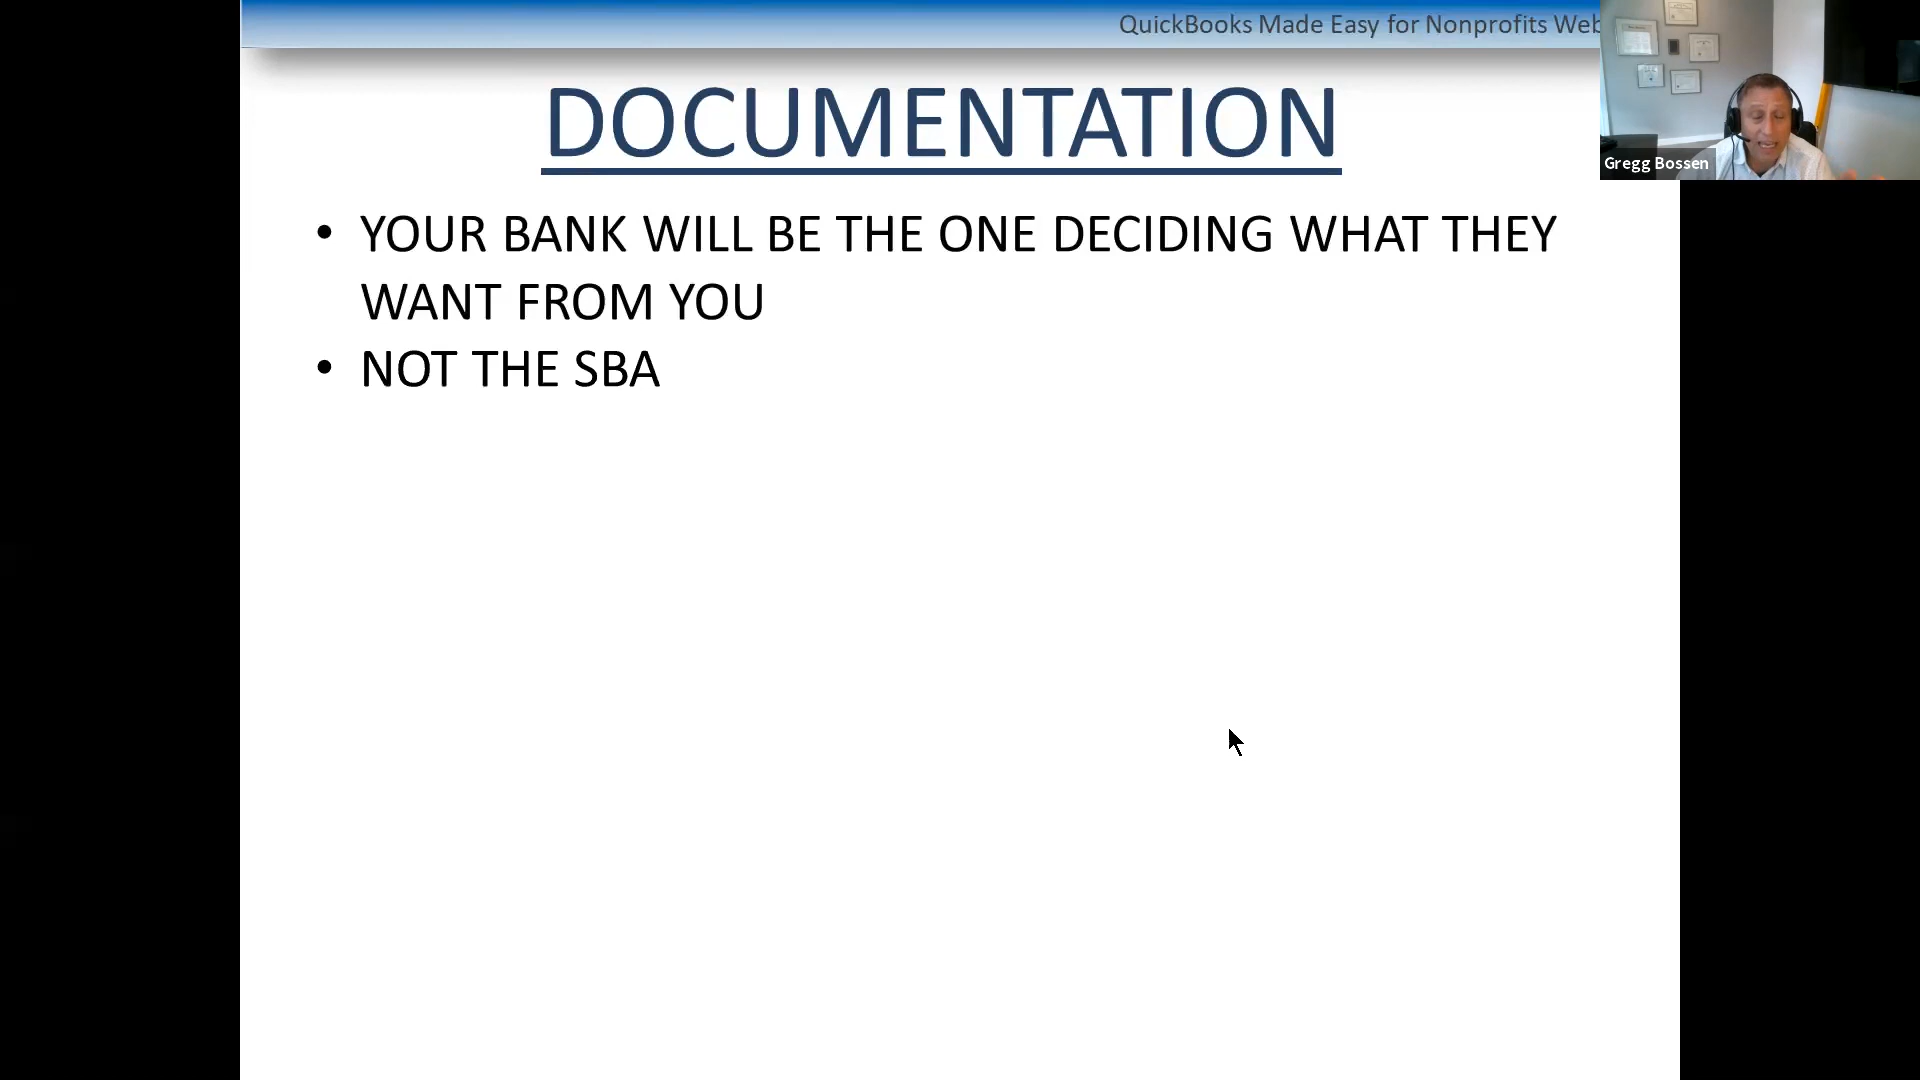 QuickBooks Made Easy for Nonprofits Web
DOCUMENTATION
• YOUR BANK WILL BE THE ONE DECIDING WHAT THEY
WANT FROM YOU
• NOT THE SBA
Gregg Bossen